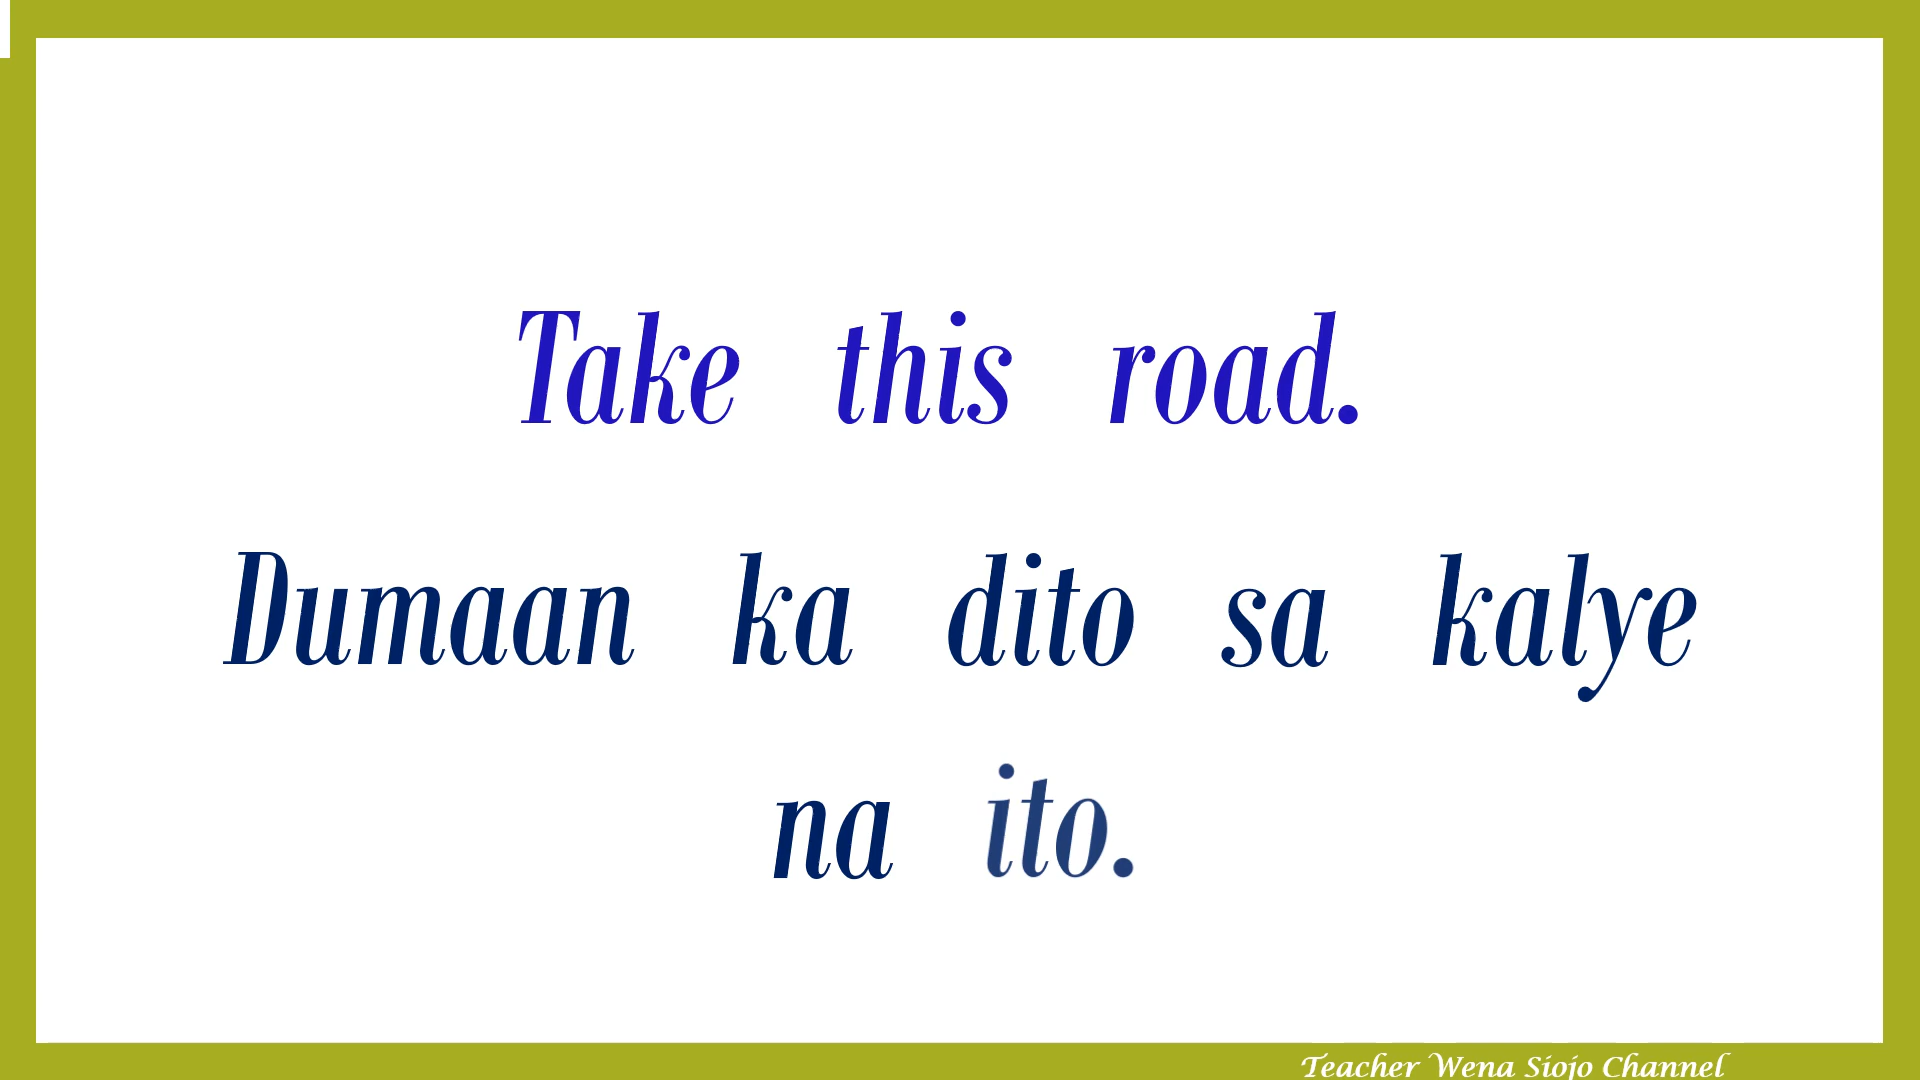 Take this road.
Dumaan ka dito sa kalye
na ito.
Teacher Wena Siojo Channel